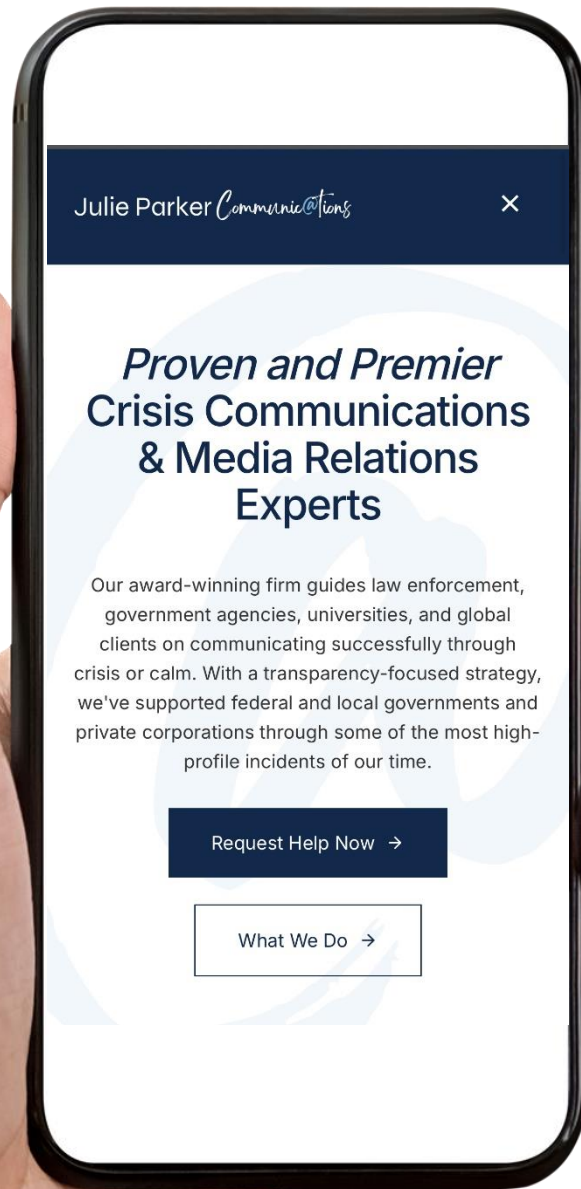 Julie Parker Communic@tions
Proven and Premier
Crisis Communications
& Media Relations
Experts
Our award-winning firm guides law enforcement,
government agencies, universities, and global
clients on communicating successfully through
crisis or calm. With a transparency-focused strategy,
we've supported federal and local governments and
private corporations through some of the most high-
profile incidents of our time.
Request Help Now →
What We Do →